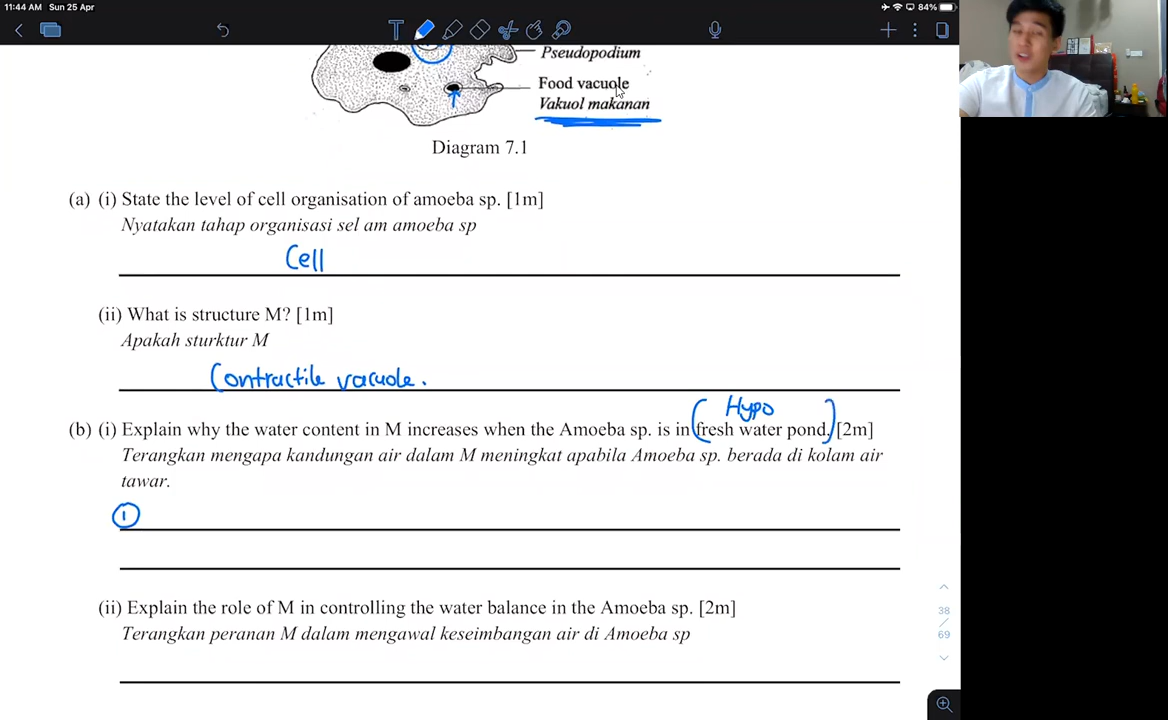 11:44 AM Sun 25 Apr
84%
Pseudopodium
Food vacuole
Vakuol makanan
Diagram 7.1
(a) (i) State the level of cell organisation of amoeba sp. [1m]
Nyatakan tahap organisasi sel am amoeba sp
Cell
(ii) What is structure M? [1m]
Apakah sturktur M
Contractile vacuole.
Hypo
(b) (i) Explain why the water content in M increases when the Amoeba sp. is in fresh water pond. [2m]
Terangkan mengapa kandungan air dalam M meningkat apabila Amoeba sp. berada di kolam air
tawar.
1
(ii) Explain the role of M in controlling the water balance in the Amoeba sp. [2m]
Terangkan peranan M dalam mengawal keseimbangan air di Amoeba sp
38
/
69